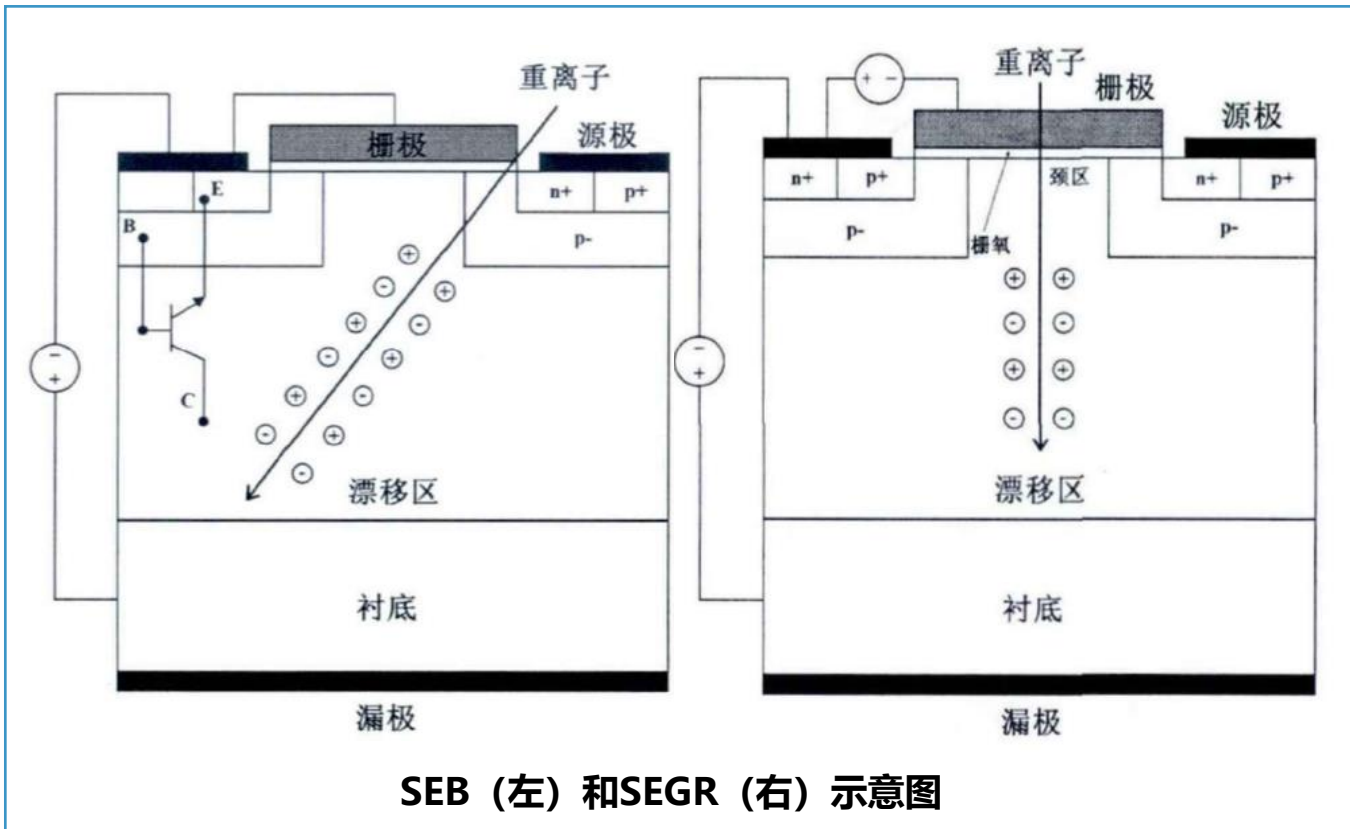 重离子
栅极
源极
E
n+
p+
B
p-
C
漂移区
衬底
漏极
重离子
栅极
源极
n+
p+
颈区
n+
p+
p-
栅氧
p-
漂移区
衬底
漏极
SEB（左）和SEGR（右）示意图